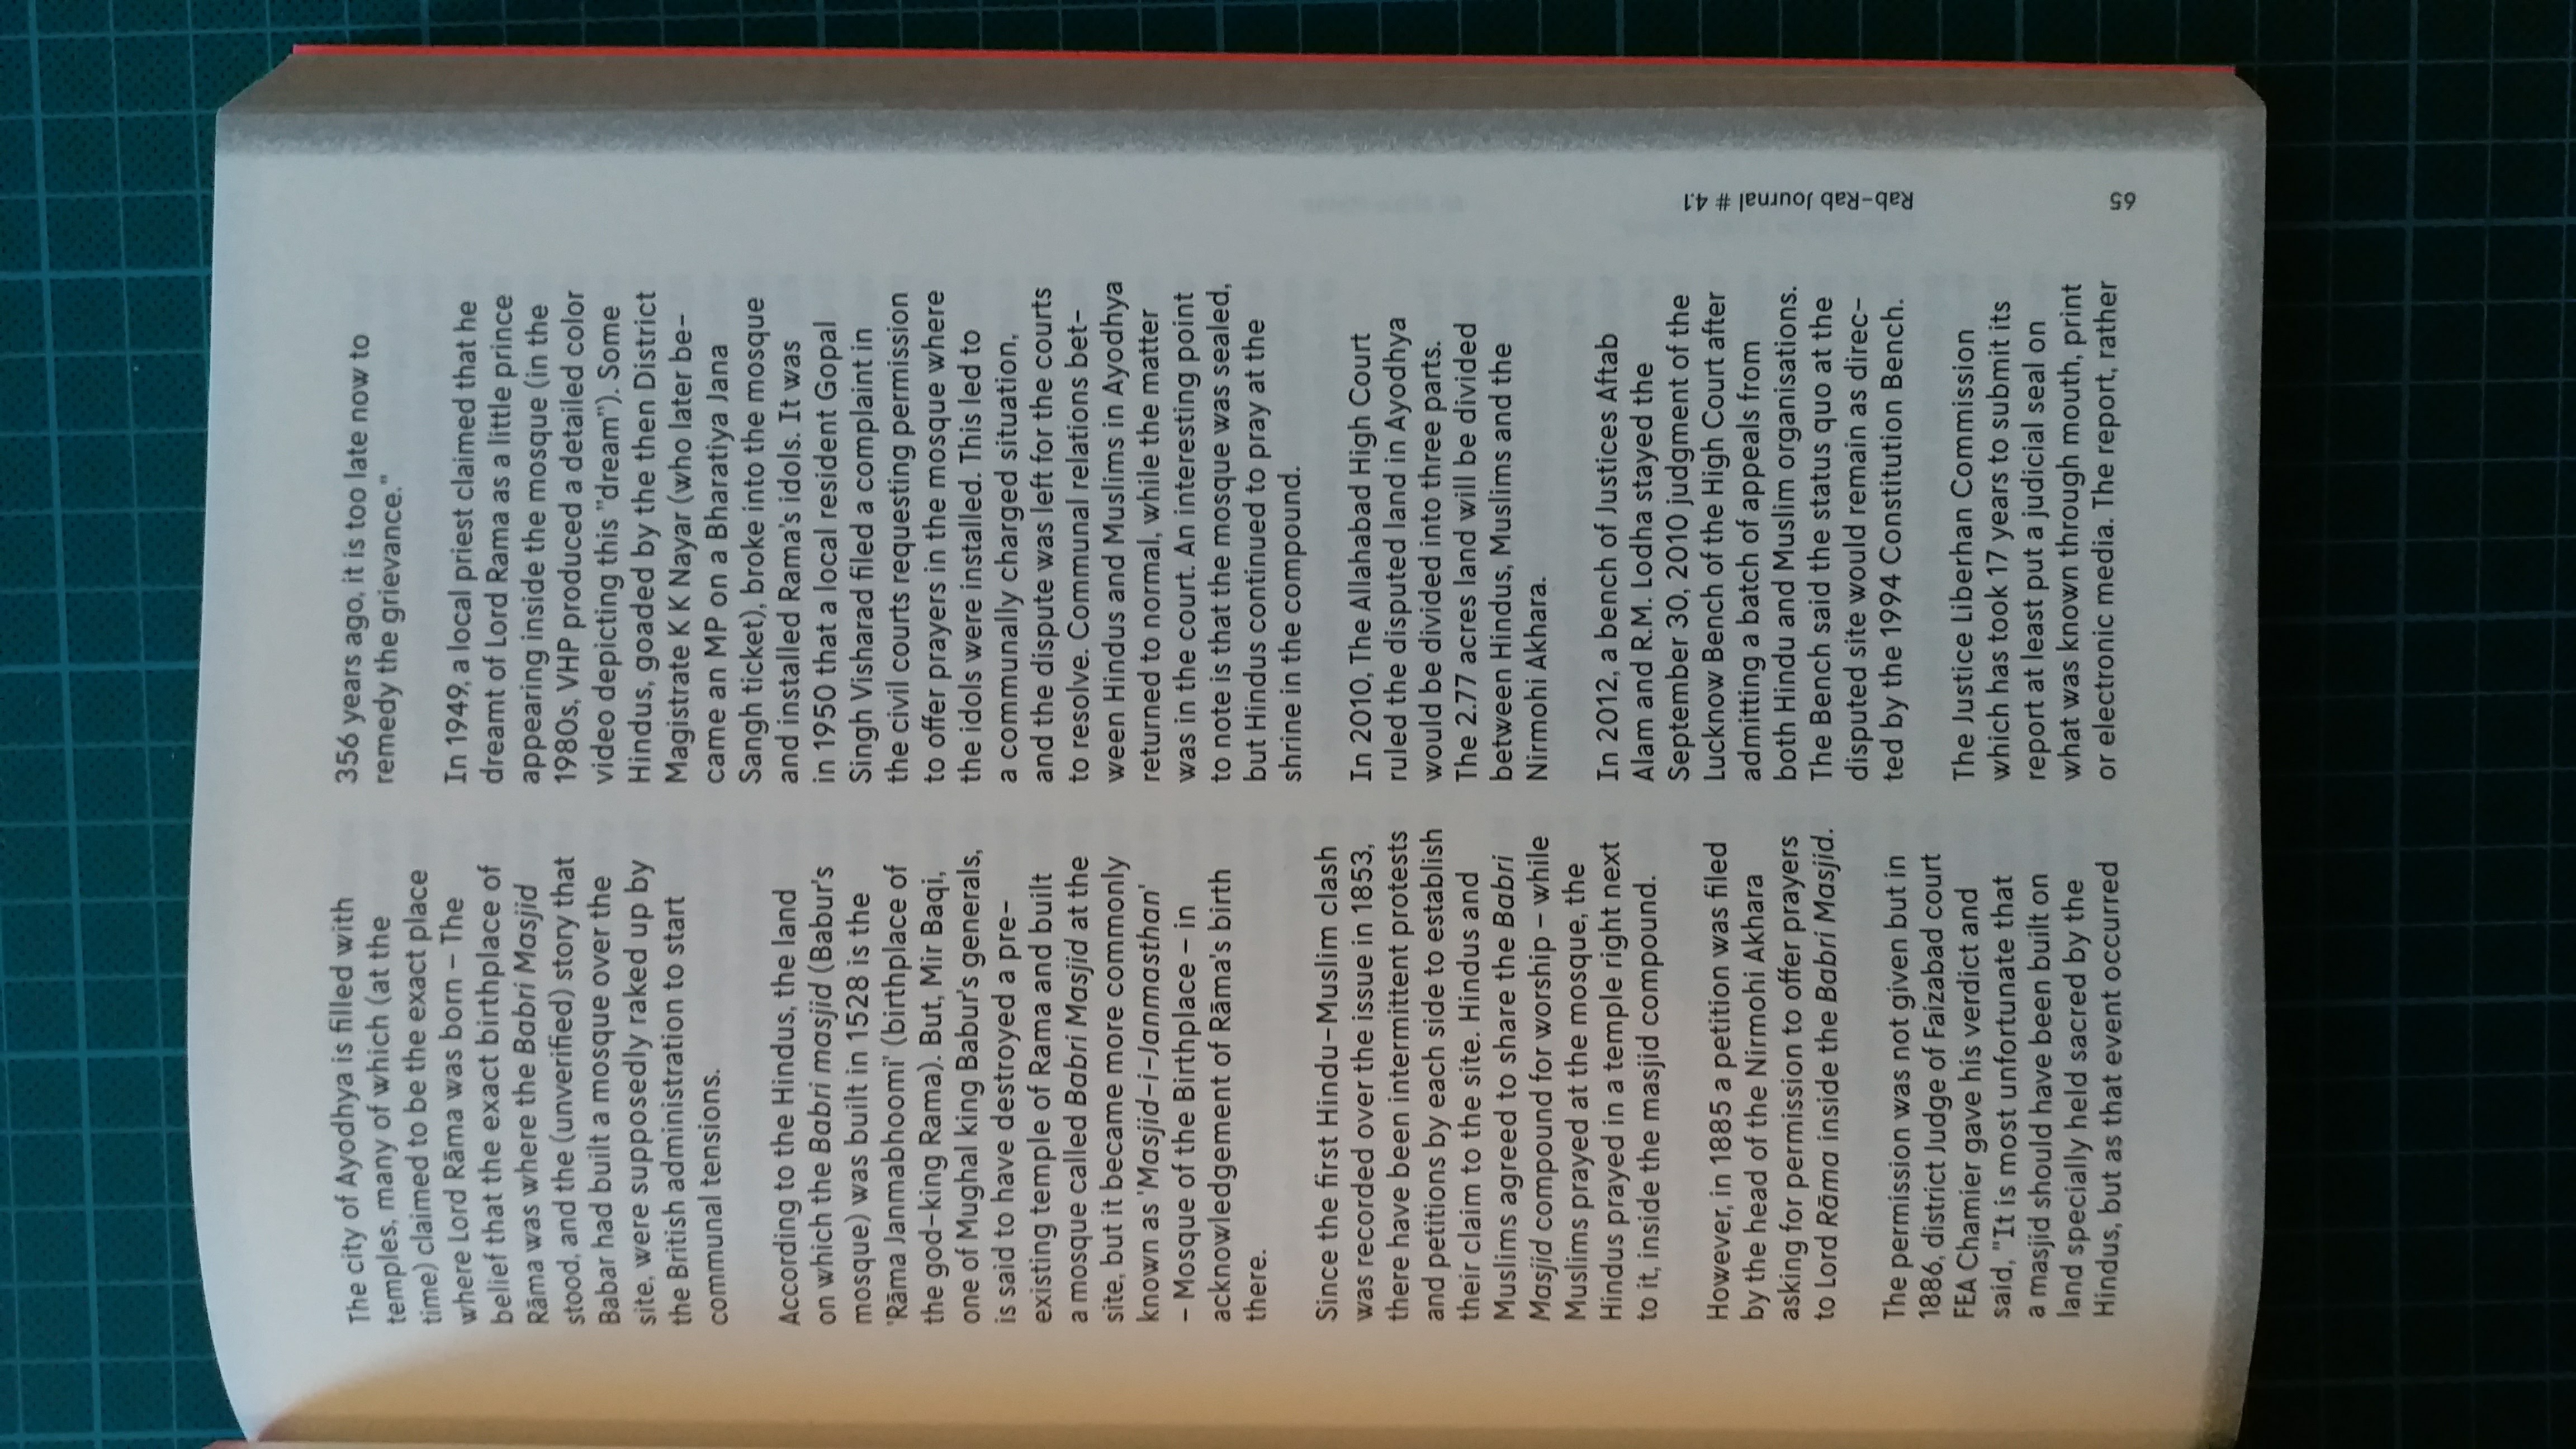 The city of Ayodhya is filled with
temples, many of which (at the
time) claimed to be the exact place
where Lord Rāma was born – The
belief that the exact birthplace of
Rāma was where the Babri Masjid
stood, and the (unverified) story that
Babar had built a mosque over the
site, were supposedly raked up by
the British administration to start
communal tensions.

According to the Hindus, the land
on which the Babri masjid (Babur's
mosque) was built in 1528 is the
'Rāma Janmabhoomi' (birthplace of
the god-king Rama). But, Mir Baqi,
one of Mughal king Babur's generals,
is said to have destroyed a pre-
existing temple of Rama and built
a mosque called Babri Masjid at the
site, but it became more commonly
known as 'Masjid-i-Janmasthan'
– Mosque of the Birthplace – in
acknowledgement of Rāma's birth
there.

Since the first Hindu-Muslim clash
was recorded over the issue in 1853,
there have been intermittent protests
and petitions by each side to establish
their claim to the site. Hindus and
Muslims agreed to share the Babri
Masjid compound for worship – while
Muslims prayed at the mosque, the
Hindus prayed in a temple right next
to it, inside the masjid compound.

However, in 1885 a petition was filed
by the head of the Nirmohi Akhara
asking for permission to offer prayers
to Lord Rāma inside the Babri Masjid.

The permission was not given but in
1886, district Judge of Faizabad court
FEA Chamier gave his verdict and
said, "It is most unfortunate that
a masjid should have been built on
land specially held sacred by the
Hindus, but as that event occurred
356 years ago, it is too late now to
remedy the grievance."

In 1949, a local priest claimed that he
dreamt of Lord Rama as a little prince
appearing inside the mosque (in the
1980s, VHP produced a detailed color
video depicting this "dream"). Some
Hindus, goaded by the then District
Magistrate K K Nayar (who later be-
came an MP on a Bharatiya Jana
Sangh ticket), broke into the mosque
and installed Rama's idols. It was
in 1950 that a local resident Gopal
Singh Visharad filed a complaint in
the civil courts requesting permission
to offer prayers in the mosque where
the idols were installed. This led to
a communally charged situation,
and the dispute was left for the courts
to resolve. Communal relations bet-
ween Hindus and Muslims in Ayodhya
returned to normal, while the matter
was in the court. An interesting point
to note is that the mosque was sealed,
but Hindus continued to pray at the
shrine in the compound.

In 2010, The Allahabad High Court
ruled the disputed land in Ayodhya
would be divided into three parts.
The 2.77 acres land will be divided
between Hindus, Muslims and the
Nirmohi Akhara.

In 2012, a bench of Justices Aftab
Alam and R.M. Lodha stayed the
September 30, 2010 judgment of the
Lucknow Bench of the High Court after
admitting a batch of appeals from
both Hindu and Muslim organisations.
The Bench said the status quo at the
disputed site would remain as direc-
ted by the 1994 Constitution Bench.

The Justice Liberhan Commission
which has took 17 years to submit its
report at least put a judicial seal on
what was known through mouth, print
or electronic media. The report, rather
Rab-Rab Journal # 4.1
65